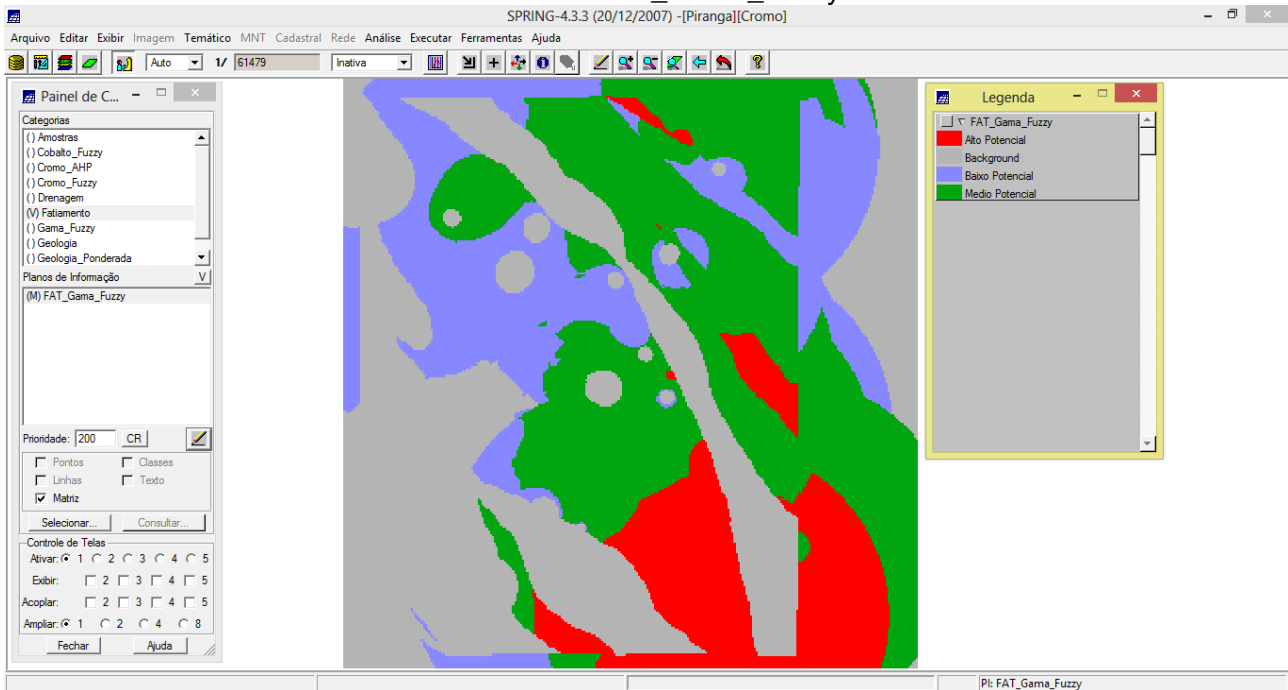 SPRING-4.3.3 (20/12/2007) -[Piranga][Cromo]
Arquivo Editar Exibir Imagem Temático MNT Cadastral Rede Análise Executar Ferramentas Ajuda
Auto 1/ 61479 Inativa
Painel de C...
Categorias
() Amostras
() Cobalto_Fuzzy
() Cromo_AHP
() Cromo_Fuzzy
() Drenagem
(V) Fatiamento
() Gama_Fuzzy
() Geologia
() Geologia_Ponderada
Planos de Informação V
(M) FAT_Gama_Fuzzy
Prioridade: 200 CR
Pontos Classes
Linhas Texto
Matriz
Selecionar... Consultar...
Controle de Telas
Ativar: 1 2 3 4 5
Exibir: 2 3 4 5
Acoplar: 2 3 4 5
Ampliar: 1 2 4 8
Fechar Ajuda
Legenda
FAT_Gama_Fuzzy
Alto Potencial
Background
Baixo Potencial
Medio Potencial
PI: FAT_Gama_Fuzzy